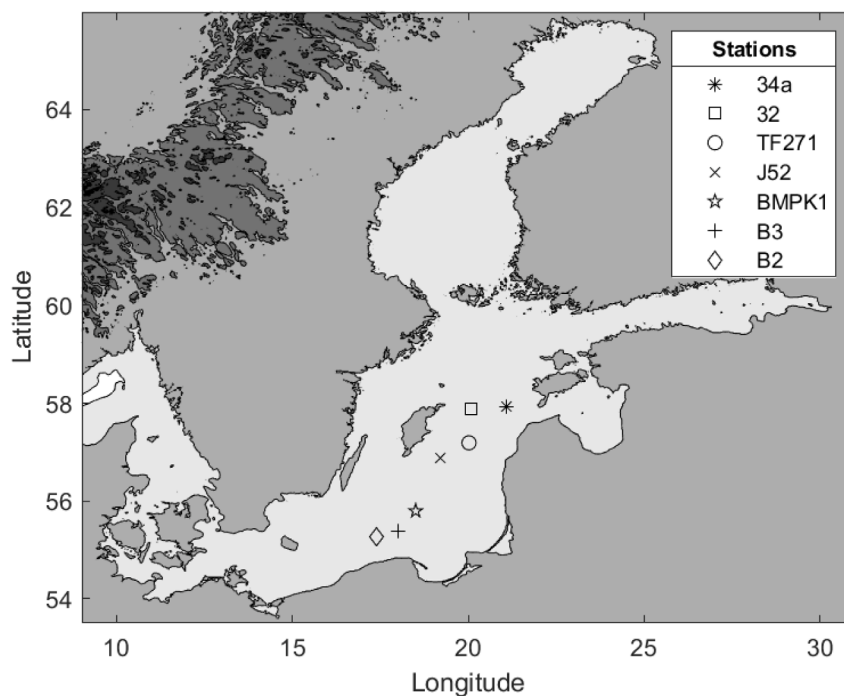 Stations
34a
32
TF271
J52
BMPK1
B3
B2
Latitude
64
62
60
58
56
54
10 15 20 25 30
Longitude